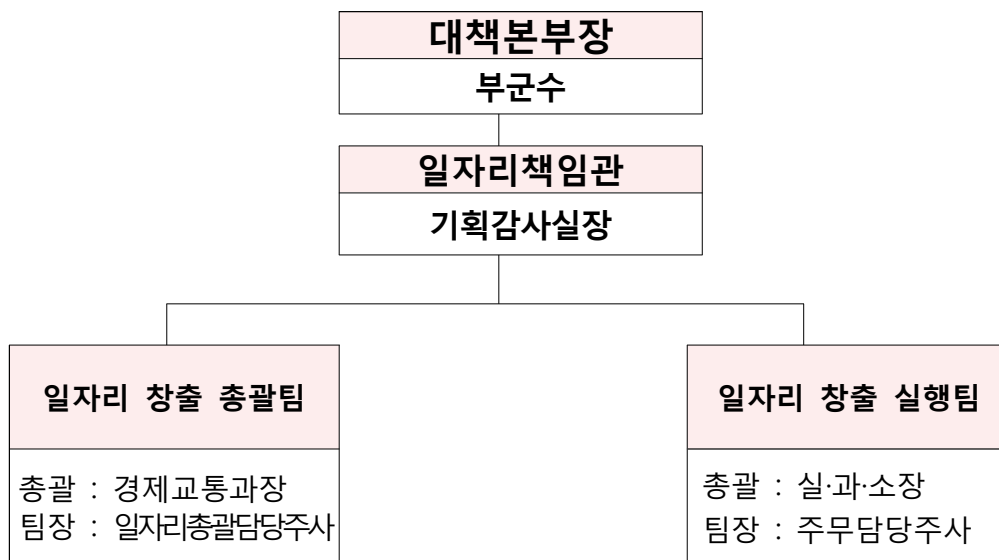 대책본부장
부군수
일자리책임관
기획감사실장
일자리 창출 총괄팀
총괄 : 경제교통과장
팀장 : 일자리총괄담당주사
일자리 창출 실행팀
총괄 : 실·과·소장
팀장 : 주무담당주사